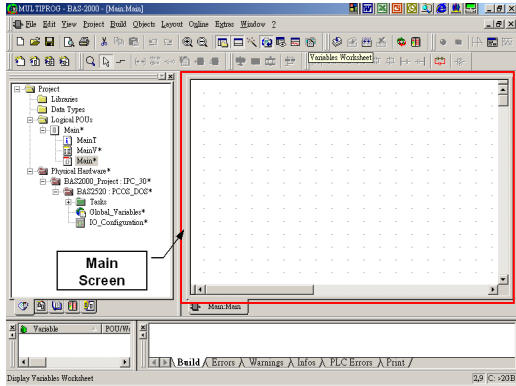 MULTIPROG - BAS-2000 - [Main:Main]
File Edit View Project Build Objects Layout Online Extras Window ?
Variables Worksheet
Project
Libraries
Data Types
Logical POUs
Main*
MainT
MainV*
Main*
Physical Hardware*
BAS2000_Project : IPC_30*
BAS2520 : PCOS_DOS*
Tasks
Global_Variables*
IO_Configuration*
Main
Screen
Main:Main
Variable POU/W
Build Errors Warnings Infos PLC Errors Print
Display Variables Worksheet 2,9 C: >2GB